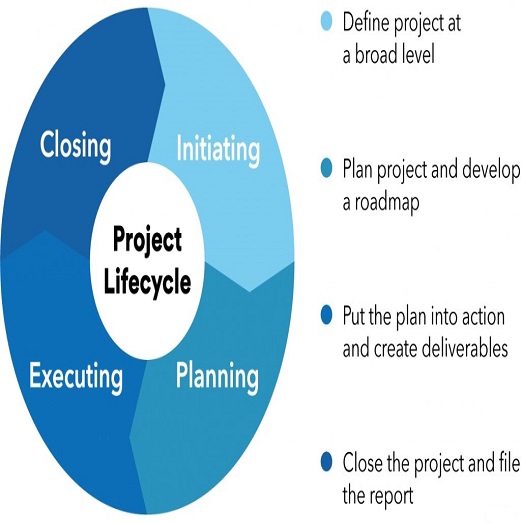 Closing
Initiating
Project
Lifecycle
Executing
Planning
Define project at
a broad level
Plan project and develop
a roadmap
Put the plan into action
and create deliverables
Close the project and file
the report